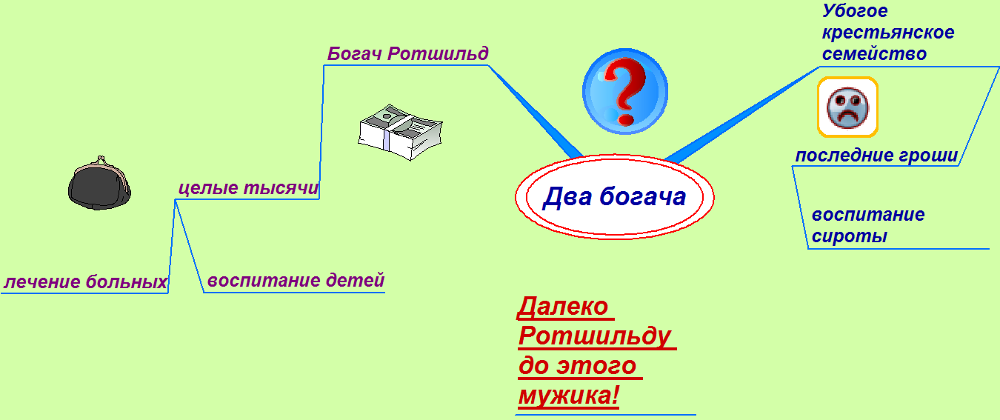 Богач Ротшильд
целые тысячи
лечение больных
воспитание детей
Два богача
Убогое
крестьянское
семейство
последние гроши
воспитание
сироты
Далеко
Ротшильду
до этого
мужика!